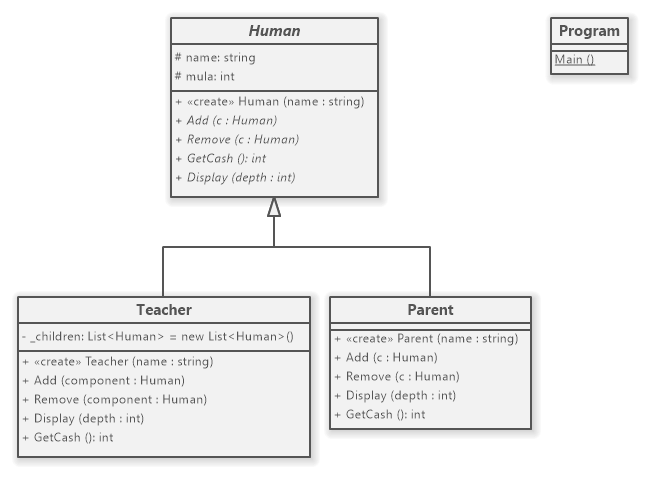 Human
# name: string
# mula: int
+ «create» Human (name : string)
+ Add (c : Human)
+ Remove (c : Human)
+ GetCash (): int
+ Display (depth : int)
Program
Main ()
Teacher
- _children: List<Human> = new List<Human>()
+ «create» Teacher (name : string)
+ Add (component : Human)
+ Remove (component : Human)
+ Display (depth : int)
+ GetCash (): int
Parent
+ «create» Parent (name : string)
+ Add (c : Human)
+ Remove (c : Human)
+ Display (depth : int)
+ GetCash (): int